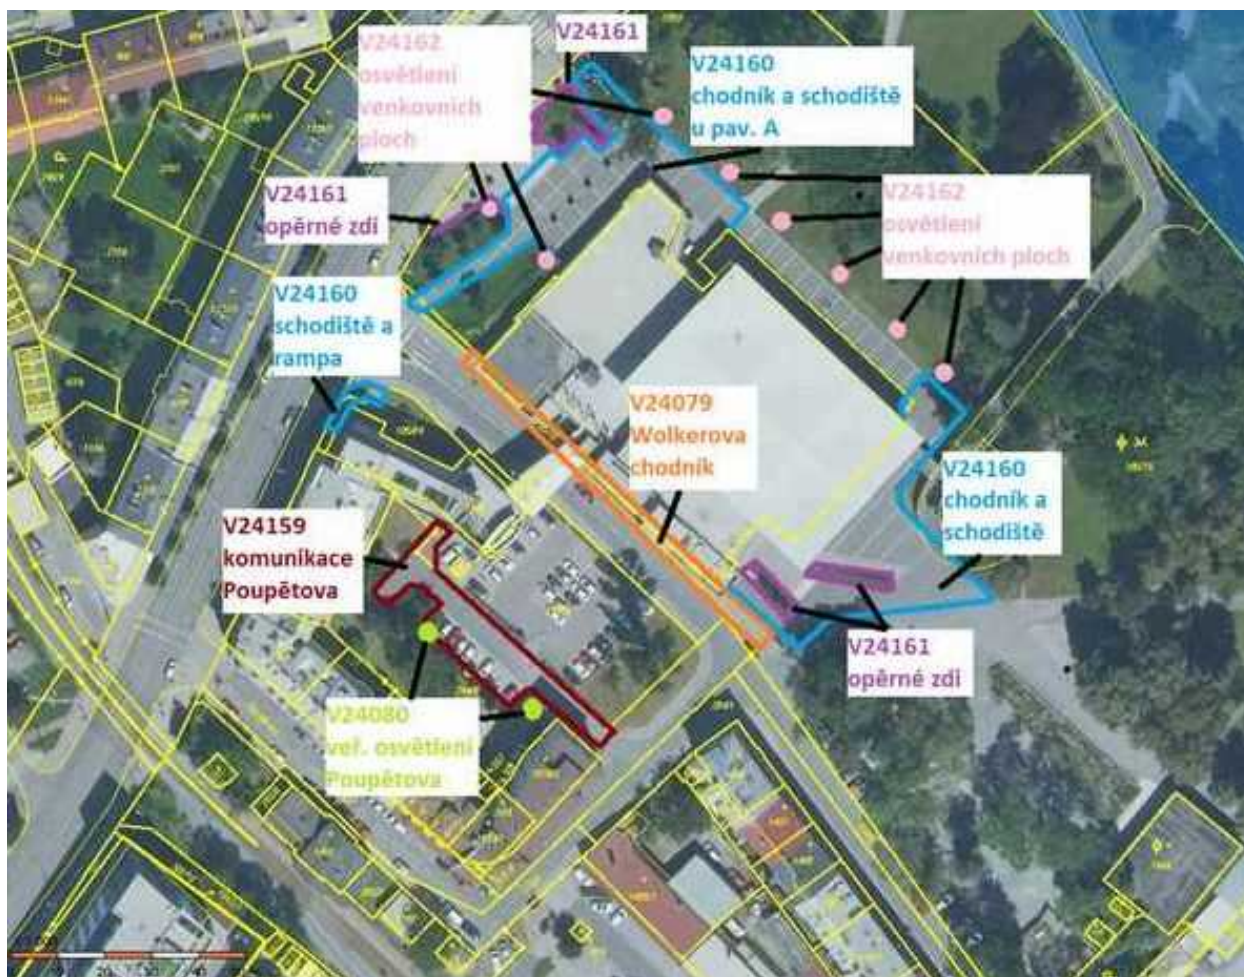 V24161
V24162
osvětlení
venkovních
ploch
V24160
chodník a schodiště
u pav. A
V24161
opěrné zdi
V24162
osvětlení
venkovních ploch
V24160
schodiště a
rampa
V24079
Wolkerova
chodník
V24160
chodník a
schodiště
V24159
komunikace
Poupětova
V24161
opěrné zdi
V24080
veř. osvětlení
Poupětova